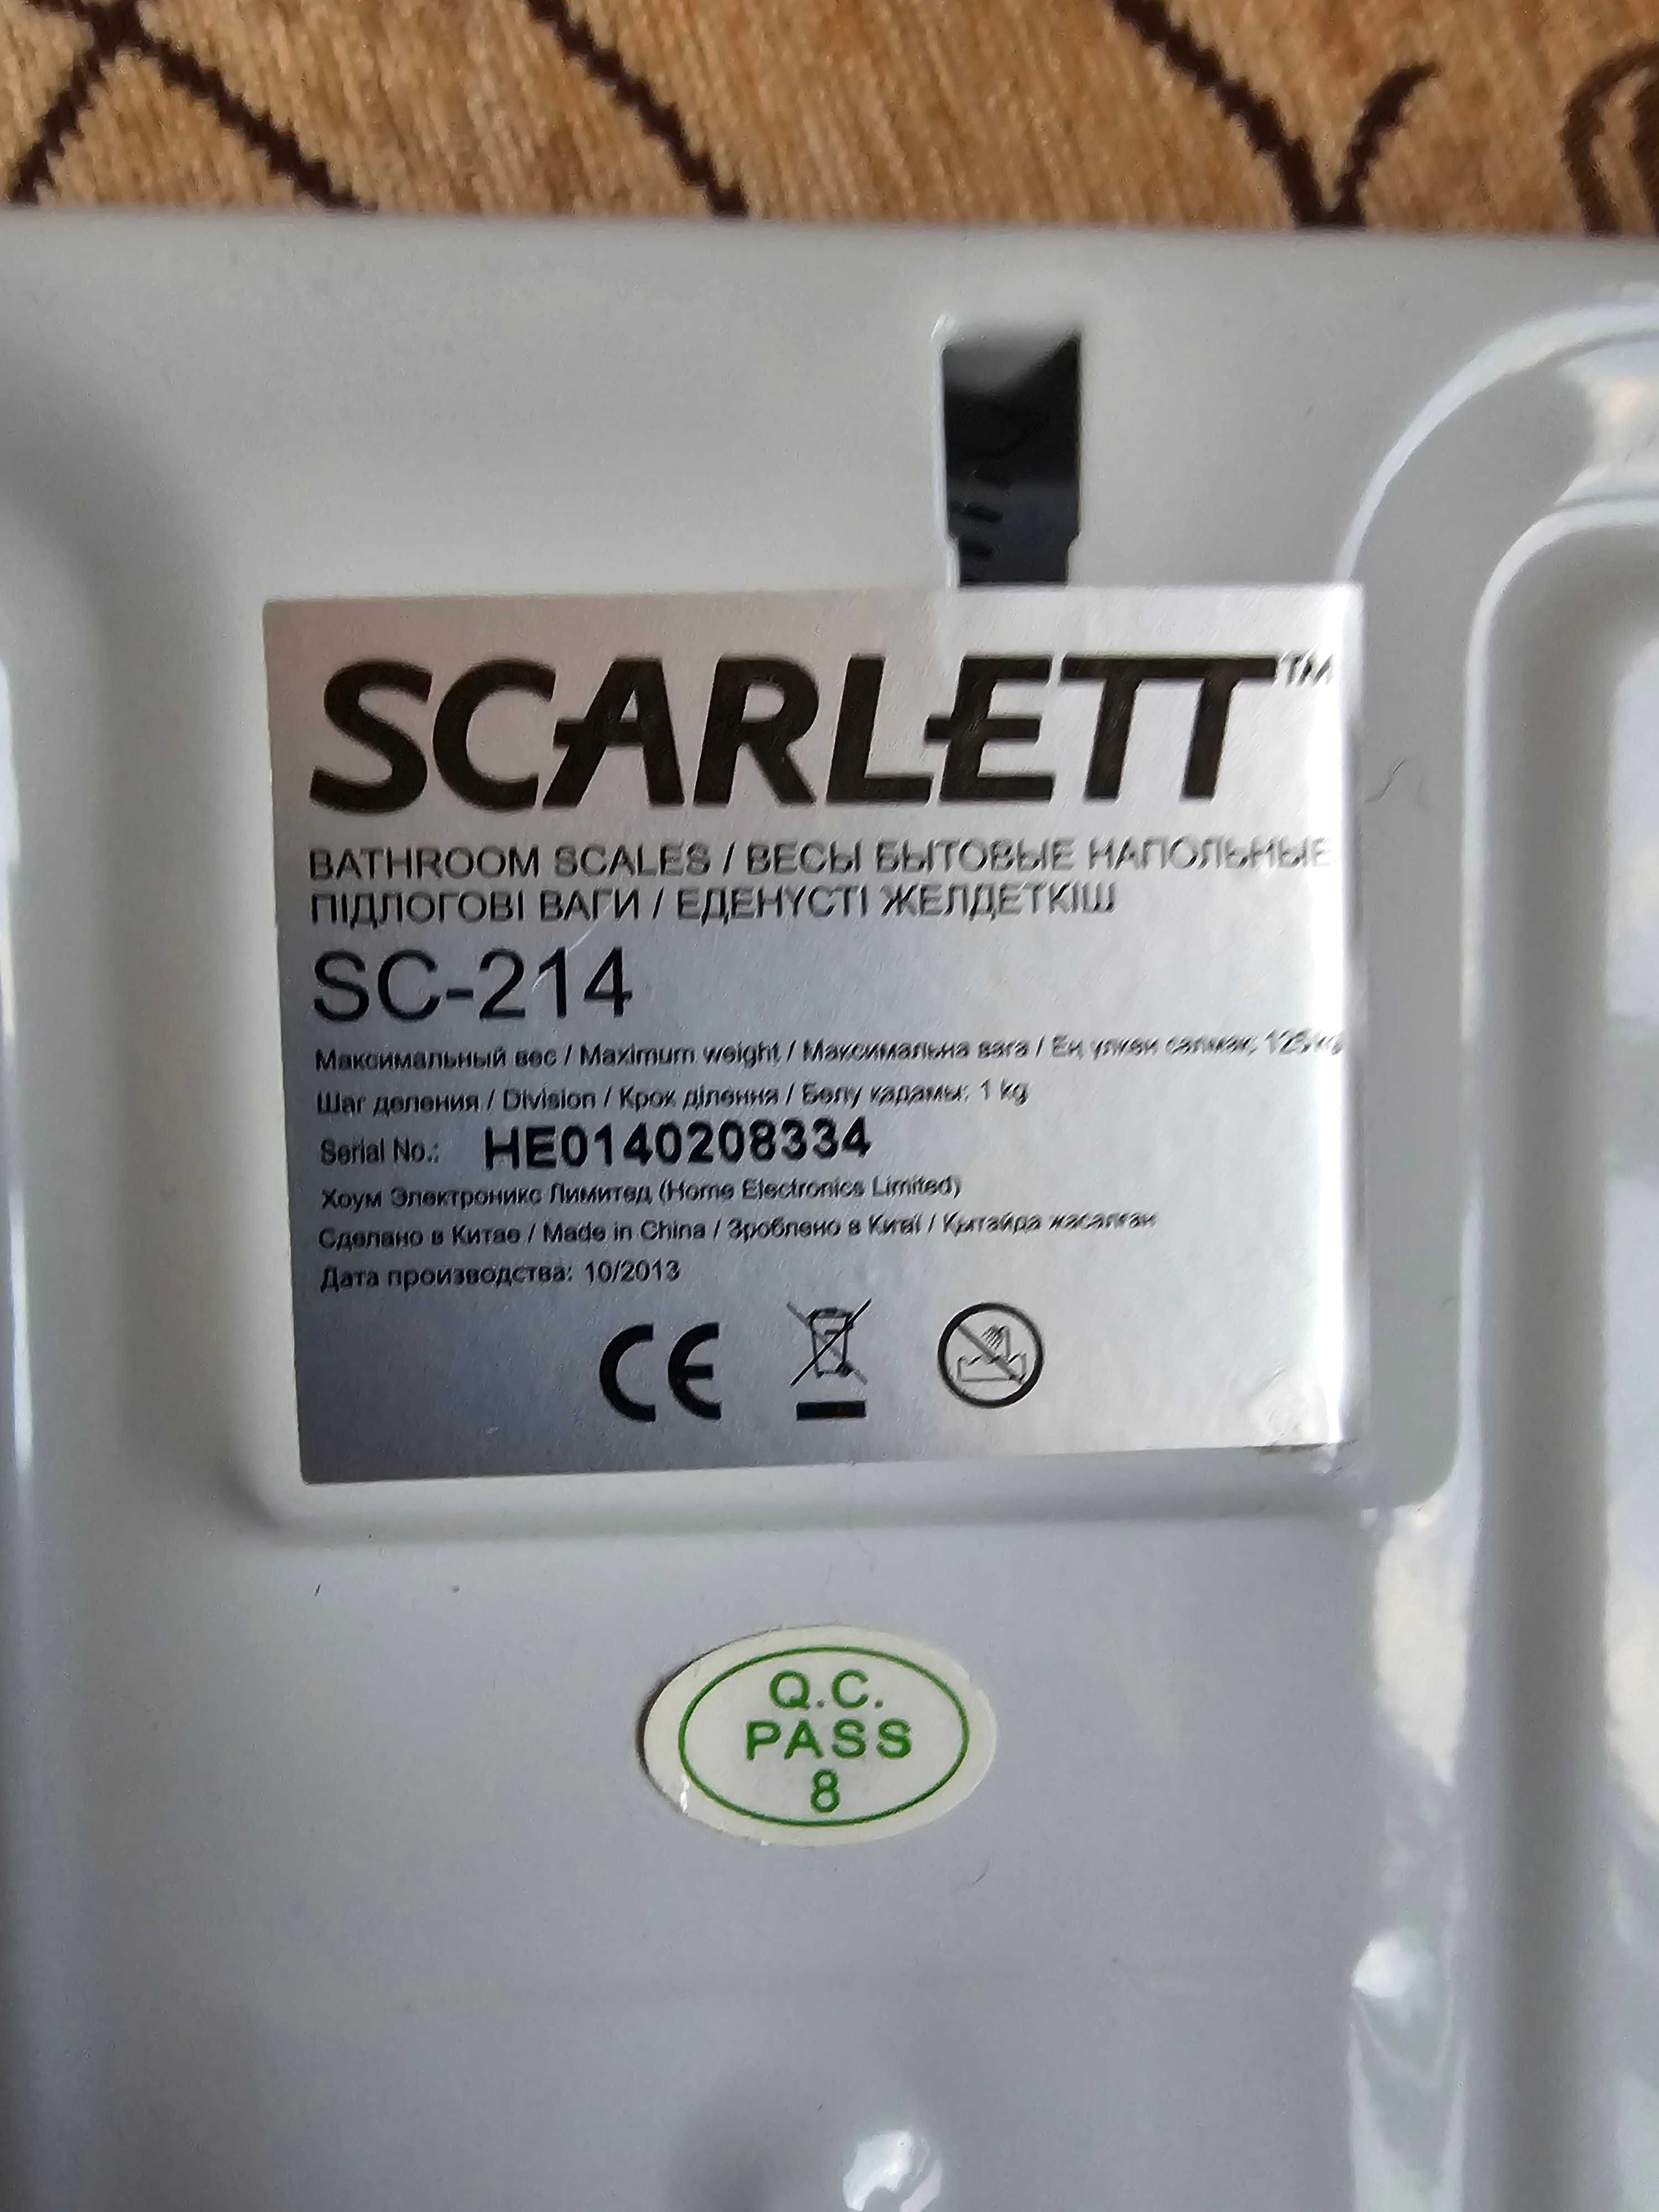 SCARLETT™
BATHROOM SCALES / ВЕСЫ БЫТОВЫЕ НАПОЛЬНЫЕ
ПІДЛОГОВІ ВАГИ / ЕДЕНҮСТІ ЖЕЛДЕТКІШ
SC-214
Максимальный вес / Maximum weight / Максимальна вага / Ең үлкен салмақ: 125 kg
Шаг деления / Division / Крок ділення / Бөлу қадамы: 1 kg
Serial No.: HE0140208334
Хоум Электроникс Лимитед (Home Electronics Limited)
Сделано в Китае / Made in China / Зроблено в Китаї / Қытайда жасалған
Дата производства: 10/2013
CE
Q.C.
PASS
8